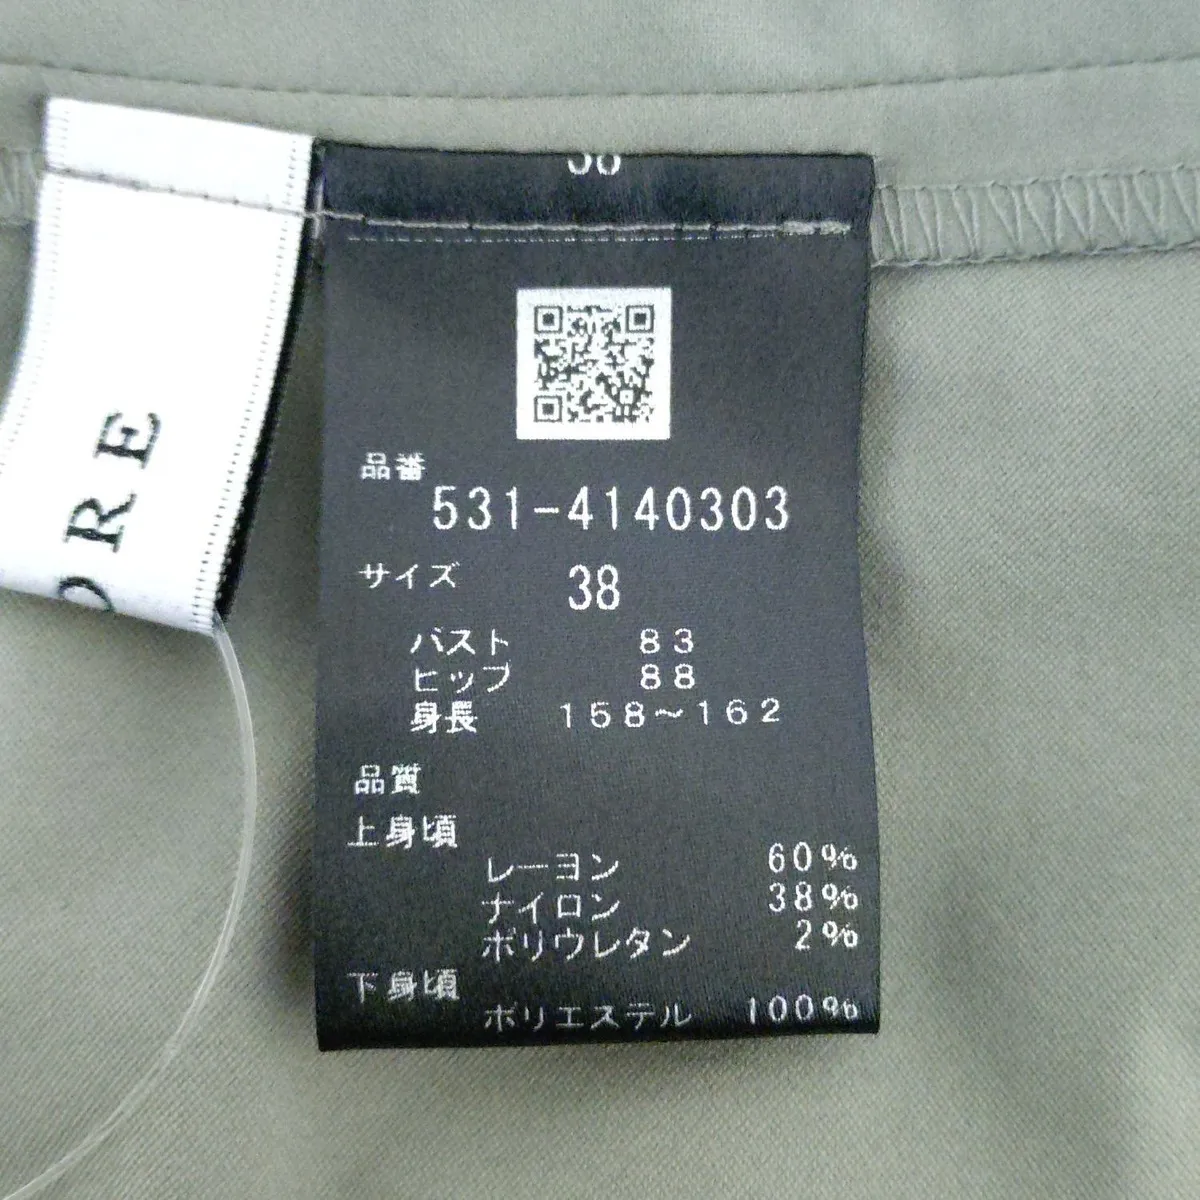 ORE
38
品番
531-4140303
サイズ 38
バスト 83
ヒップ 88
身長 158~162
品質
上身頃
レーヨン 60%
ナイロン 38%
ポリウレタン 2%
下身頃
ポリエステル 100%